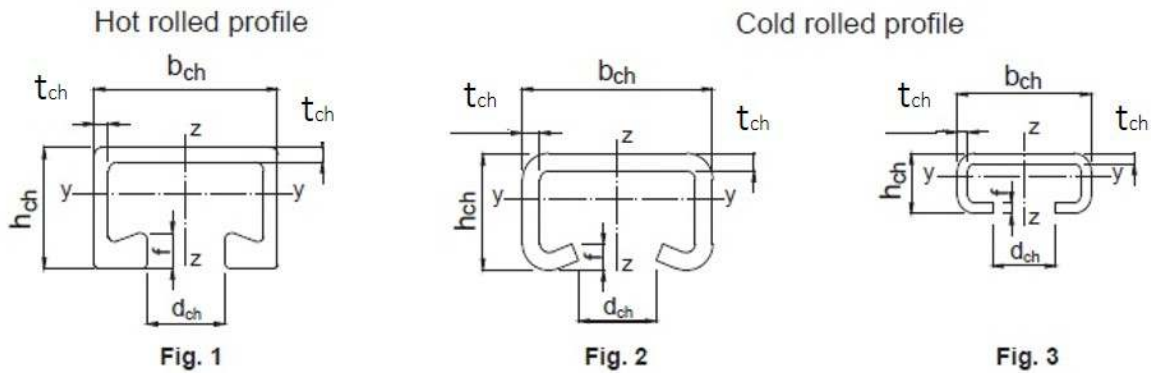 Hot rolled profile
Cold rolled profile
bch
tch
tch
z
y
y
hch
f
z
dch
Fig. 1
bch
tch
tch
z
y
y
hch
f
z
dch
Fig. 2
bch
tch
tch
z
y
y
hch
f
z
dch
Fig. 3